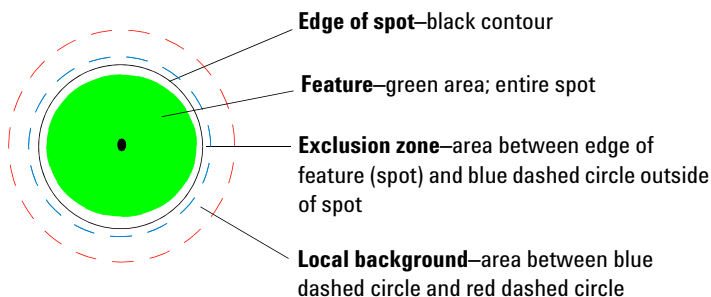 Edge of spot–black contour
Feature–green area; entire spot
Exclusion zone–area between edge of
feature (spot) and blue dashed circle outside
of spot
Local background–area between blue
dashed circle and red dashed circle